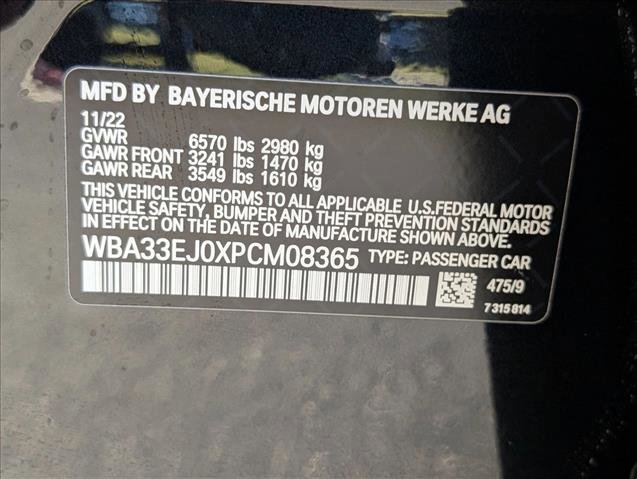 MFD BY BAYERISCHE MOTOREN WERKE AG
11/22
GVWR 6570 lbs 2980 kg
GAWR FRONT 3241 lbs 1470 kg
GAWR REAR 3549 lbs 1610 kg
THIS VEHICLE CONFORMS TO ALL APPLICABLE U.S.FEDERAL MOTOR
VEHICLE SAFETY, BUMPER AND THEFT PREVENTION STANDARDS
IN EFFECT ON THE DATE OF MANUFACTURE SHOWN ABOVE.
WBA33EJ0XPCM08365 TYPE: PASSENGER CAR
475/9
7315814